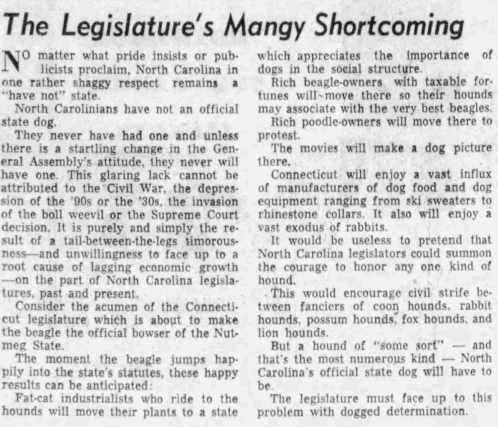 The Legislature's Mangy Shortcoming
NO matter what pride insists or pub-
licists proclaim, North Carolina in
one rather shaggy respect remains a
"have not" state.
North Carolinians have not an official
state dog.
They never have had one and unless
there is a startling change in the Gen-
eral Assembly's attitude, they never will
have one. This glaring lack cannot be
attributed to the Civil War, the depres-
sion of the '90s or the '30s, the invasion
of the boll weevil or the Supreme Court
decision. It is purely and simply the re-
sult of a tail-between-the-legs timorous-
ness—and unwillingness to face up to a
root cause of lagging economic growth
—on the part of North Carolina legisla-
tures, past and present.
Consider the acumen of the Connecti-
cut legislature which is about to make
the beagle the official bowser of the Nut-
meg State.
The moment the beagle jumps hap-
pily into the state's statutes, these happy
results can be anticipated:
Fat-cat industrialists who ride to the
hounds will move their plants to a state
which appreciates the importance of
dogs in the social structure.
Rich beagle-owners with taxable for-
tunes will move there so their hounds
may associate with the very best beagles.
Rich poodle-owners will move there to
protest.
The movies will make a dog picture
there.
Connecticut will enjoy a vast influx
of manufacturers of dog food and dog
equipment ranging from ski sweaters to
rhinestone collars. It also will enjoy a
vast exodus of rabbits.
It would be useless to pretend that
North Carolina legislators could summon
the courage to honor any one kind of
hound.
This would encourage civil strife be-
tween fanciers of coon hounds, rabbit
hounds, possum hounds, fox hounds, and
lion hounds.
But a hound of "some sort" — and
that's the most numerous kind — North
Carolina's official state dog will have to
be.
The legislature must face up to this
problem with dogged determination.